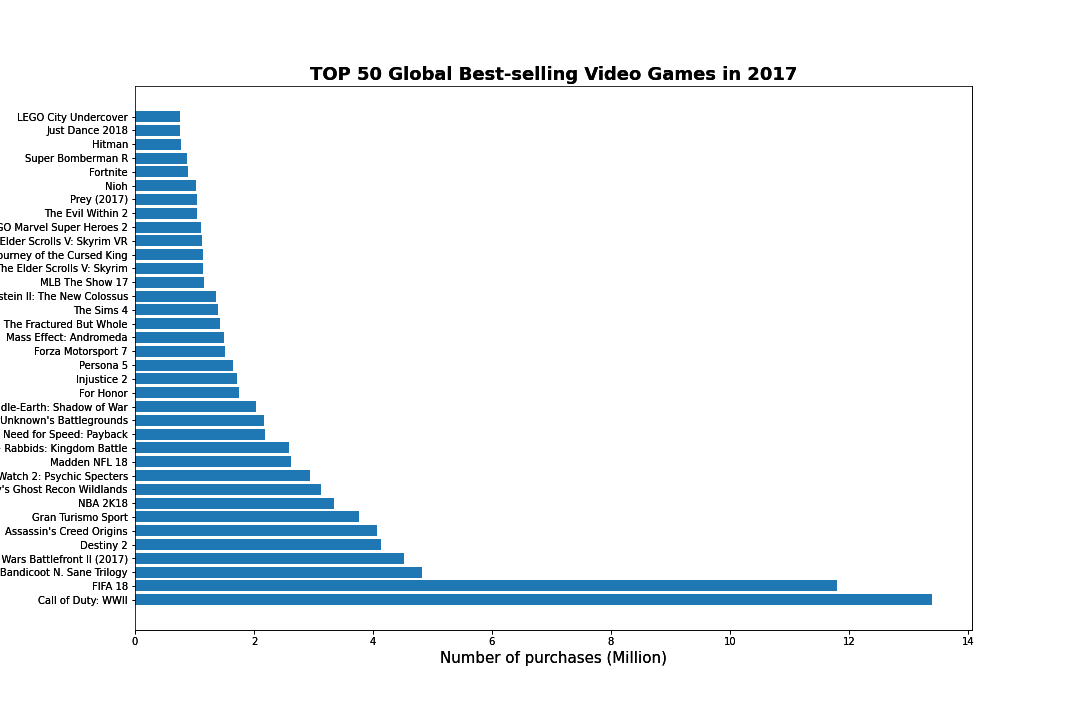 TOP 50 Global Best-selling Video Games in 2017
LEGO City Undercover
Just Dance 2018
Hitman
Super Bomberman R
Fortnite
Nioh
Prey (2017)
The Evil Within 2
GO Marvel Super Heroes 2
Elder Scrolls V: Skyrim VR
ourney of the Cursed King
The Elder Scrolls V: Skyrim
MLB The Show 17
stein II: The New Colossus
The Sims 4
The Fractured But Whole
Mass Effect: Andromeda
Forza Motorsport 7
Persona 5
Injustice 2
For Honor
dle-Earth: Shadow of War
Unknown's Battlegrounds
Need for Speed: Payback
Rabbids: Kingdom Battle
Madden NFL 18
Watch 2: Psychic Specters
y's Ghost Recon Wildlands
NBA 2K18
Gran Turismo Sport
Assassin's Creed Origins
Destiny 2
Wars Battlefront II (2017)
Bandicoot N. Sane Trilogy
FIFA 18
Call of Duty: WWII
0 2 4 6 8 10 12 14
Number of purchases (Million)